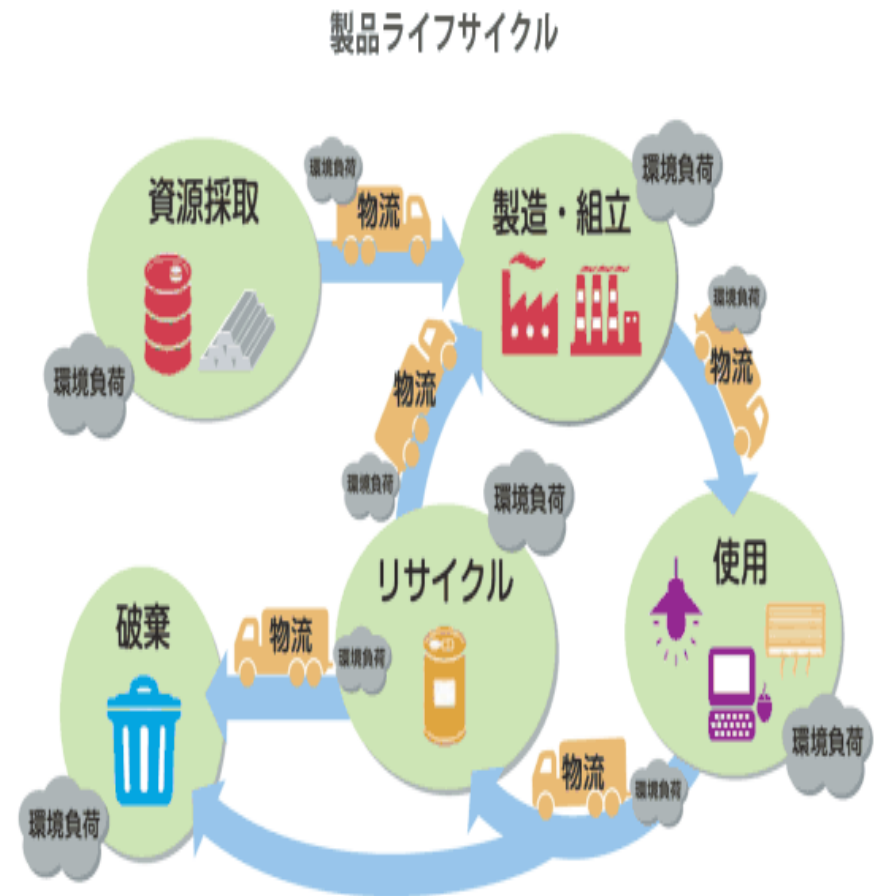 製品ライフサイクル
環境負荷
物流
資源採取
環境負荷
製造・組立
環境負荷
環境負荷
物流
物流
環境負荷
環境負荷
リサイクル
使用
環境負荷
破棄
物流
環境負荷
物流
環境負荷
環境負荷